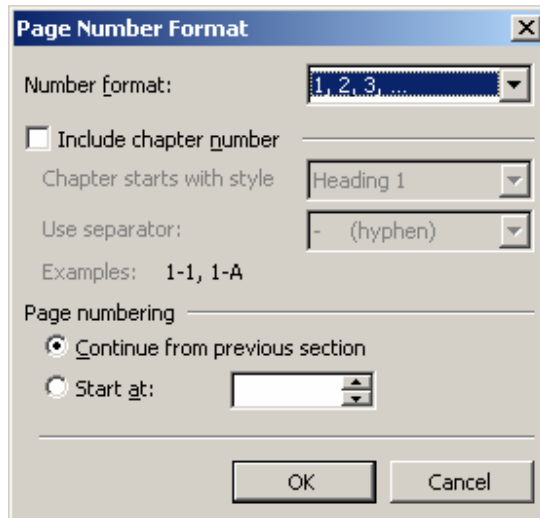 Page Number Format
Number format: 1, 2, 3, ...
Include chapter number
Chapter starts with style Heading 1
Use separator: - (hyphen)
Examples: 1-1, 1-A
Page numbering
Continue from previous section
Start at:
OK Cancel